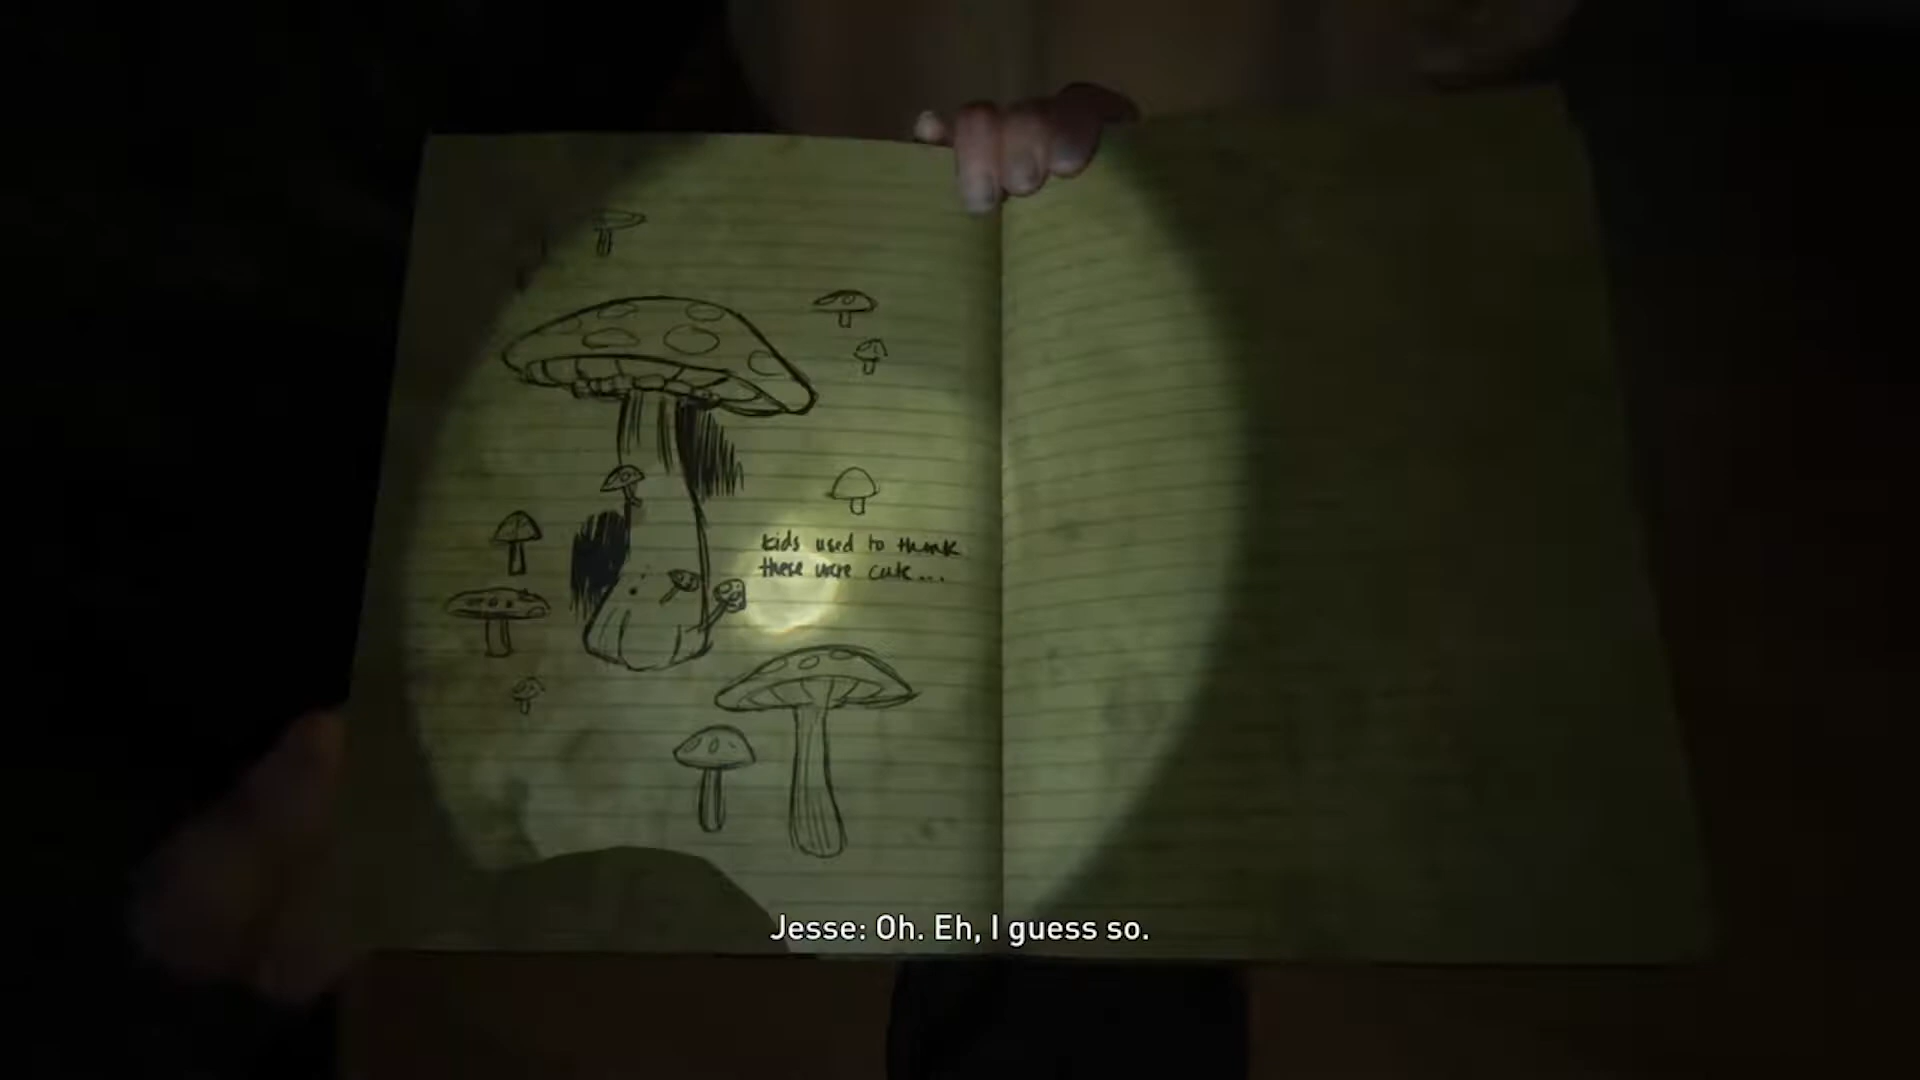 kids used to think
these were cute...
Jesse: Oh. Eh, I guess so.